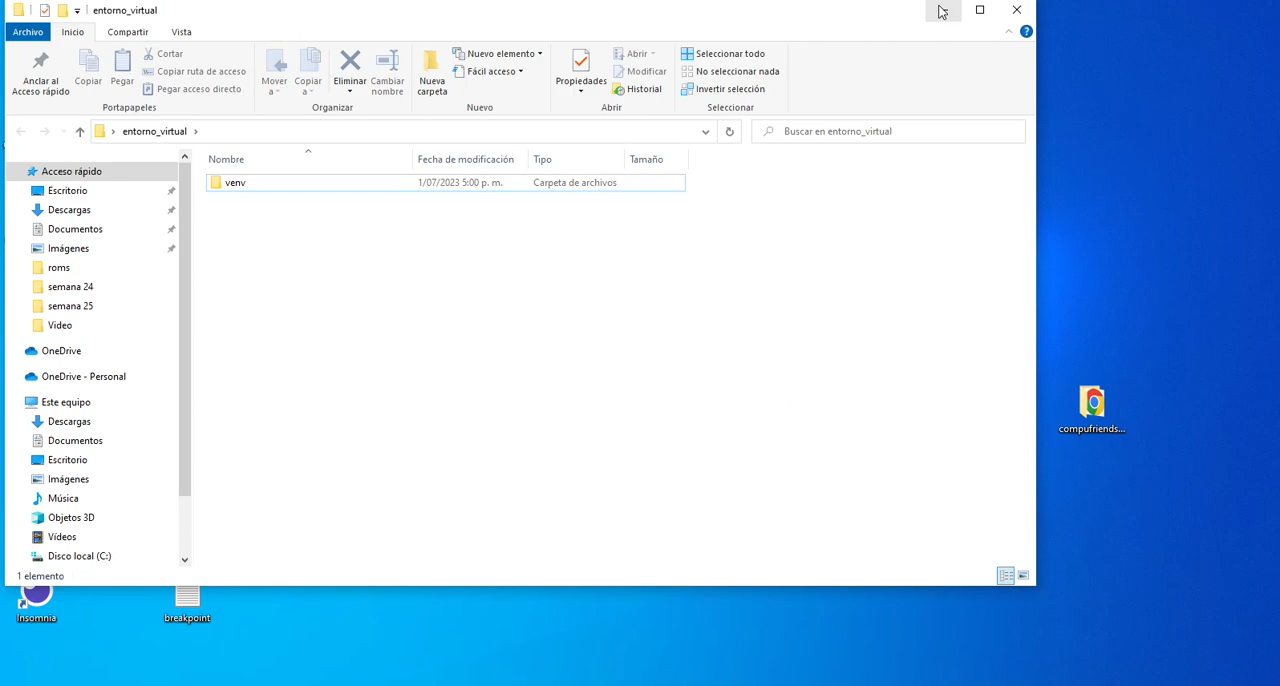 entorno_virtual
Archivo Inicio Compartir Vista
Anclar al
Acceso rápido
Copiar
Pegar
Cortar
Copiar ruta de acceso
Pegar acceso directo
Portapapeles
Mover
a
Copiar
a
Eliminar
Cambiar
nombre
Organizar
Nueva
carpeta
Nuevo elemento
Fácil acceso
Nuevo
Propiedades
Abrir
Modificar
Historial
Abrir
Seleccionar todo
No seleccionar nada
Invertir selección
Seleccionar
entorno_virtual
Buscar en entorno_virtual
Nombre Fecha de modificación Tipo Tamaño
venv 1/07/2023 5:00 p. m. Carpeta de archivos
Acceso rápido
Escritorio
Descargas
Documentos
Imágenes
roms
semana 24
semana 25
Video
OneDrive
OneDrive - Personal
Este equipo
Descargas
Documentos
Escritorio
Imágenes
Música
Objetos 3D
Vídeos
Disco local (C:)
1 elemento
Insomnia
breakpoint
compufriends...